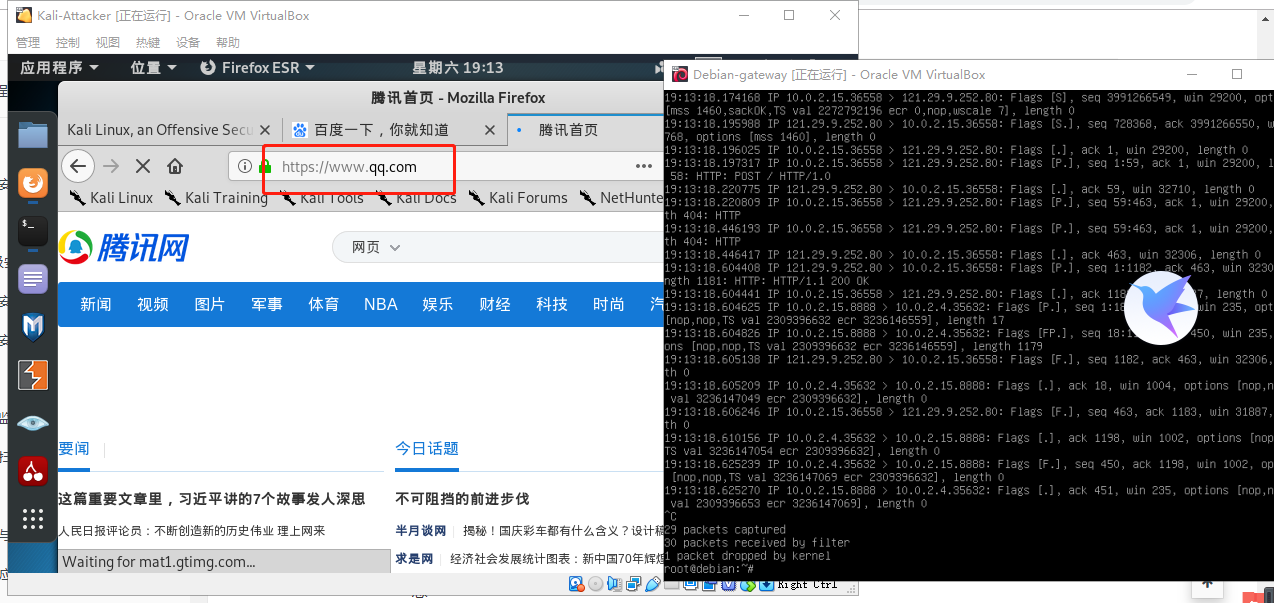 Kali-Attacker [正在运行] - Oracle VM VirtualBox
管理 控制 视图 热键 设备 帮助
应用程序 位置 Firefox ESR 星期六 19:13
腾讯首页 - Mozilla Firefox
Kali Linux, an Offensive Secu 百度一下，你就知道 腾讯首页
https://www.qq.com
Kali Linux Kali Training Kali Tools Kali Docs Kali Forums NetHunte
腾讯网 网页
新闻 视频 图片 军事 体育 NBA 娱乐 财经 科技 时尚 汽
要闻 今日话题
这篇重要文章里，习近平讲的7个故事发人深思 不可阻挡的前进步伐
人民日报评论员：不断创造新的历史伟业 理上网来 半月谈网 揭秘！国庆彩车都有什么含义？设计稿
求是网 经济社会发展统计图表：新中国70年辉煌
Waiting for mat1.gtimg.com...
Right Ctrl
Debian-gateway [正在运行] - Oracle VM VirtualBox
19:13:18.174168 IP 10.0.2.15.36558 > 121.29.9.252.80: Flags [S], seq 3991266549, win 29200, opt
[mss 1460,sackOK,TS val 2272792196 ecr 0,nop,wscale 7], length 0
19:13:18.195988 IP 121.29.9.252.80 > 10.0.2.15.36558: Flags [S.], seq 728368, ack 3991266550, w
768, options [mss 1460], length 0
19:13:18.196025 IP 10.0.2.15.36558 > 121.29.9.252.80: Flags [.], ack 1, win 29200, length 0
19:13:18.197317 IP 10.0.2.15.36558 > 121.29.9.252.80: Flags [P.], seq 1:59, ack 1, win 29200, l
58: HTTP: POST / HTTP/1.0
19:13:18.220775 IP 121.29.9.252.80 > 10.0.2.15.36558: Flags [.], ack 59, win 32710, length 0
19:13:18.220809 IP 10.0.2.15.36558 > 121.29.9.252.80: Flags [P.], seq 59:463, ack 1, win 29200,
th 404: HTTP
19:13:18.446193 IP 10.0.2.15.36558 > 121.29.9.252.80: Flags [P.], seq 59:463, ack 1, win 29200,
th 404: HTTP
19:13:18.446417 IP 121.29.9.252.80 > 10.0.2.15.36558: Flags [.], ack 463, win 32306, length 0
19:13:18.604408 IP 121.29.9.252.80 > 10.0.2.15.36558: Flags [P.], seq 1:1182, ack 463, win 3230
ngth 1181: HTTP: HTTP/1.1 200 OK
19:13:18.604441 IP 10.0.2.15.36558 > 121.29.9.252.80: Flags [.], ack 118 7, length 0
19:13:18.604625 IP 10.0.2.15.8888 > 10.0.2.4.35632: Flags [P.], seq 1:18 win 235, opt
[nop,nop,TS val 2309396632 ecr 3236146559], length 17
19:13:18.604826 IP 10.0.2.15.8888 > 10.0.2.4.35632: Flags [FP.], seq 18:1 450, win 235,
ons [nop,nop,TS val 2309396632 ecr 3236146559], length 1179
19:13:18.605138 IP 121.29.9.252.80 > 10.0.2.15.36558: Flags [F.], seq 1182, ack 463, win 32306,
th 0
19:13:18.605209 IP 10.0.2.4.35632 > 10.0.2.15.8888: Flags [.], ack 18, win 1004, options [nop,n
val 3236147049 ecr 2309396632], length 0
19:13:18.606246 IP 10.0.2.15.36558 > 121.29.9.252.80: Flags [F.], seq 463, ack 1183, win 31887,
th 0
19:13:18.610156 IP 10.0.2.4.35632 > 10.0.2.15.8888: Flags [.], ack 1198, win 1002, options [nop
TS val 3236147054 ecr 2309396632], length 0
19:13:18.625239 IP 10.0.2.4.35632 > 10.0.2.15.8888: Flags [F.], seq 450, ack 1198, win 1002, op
[nop,nop,TS val 3236147069 ecr 2309396632], length 0
19:13:18.625270 IP 10.0.2.15.8888 > 10.0.2.4.35632: Flags [.], ack 451, win 235, options [nop,n
val 2309396653 ecr 3236147069], length 0
^C
29 packets captured
30 packets received by filter
1 packet dropped by kernel
root@debian:~#